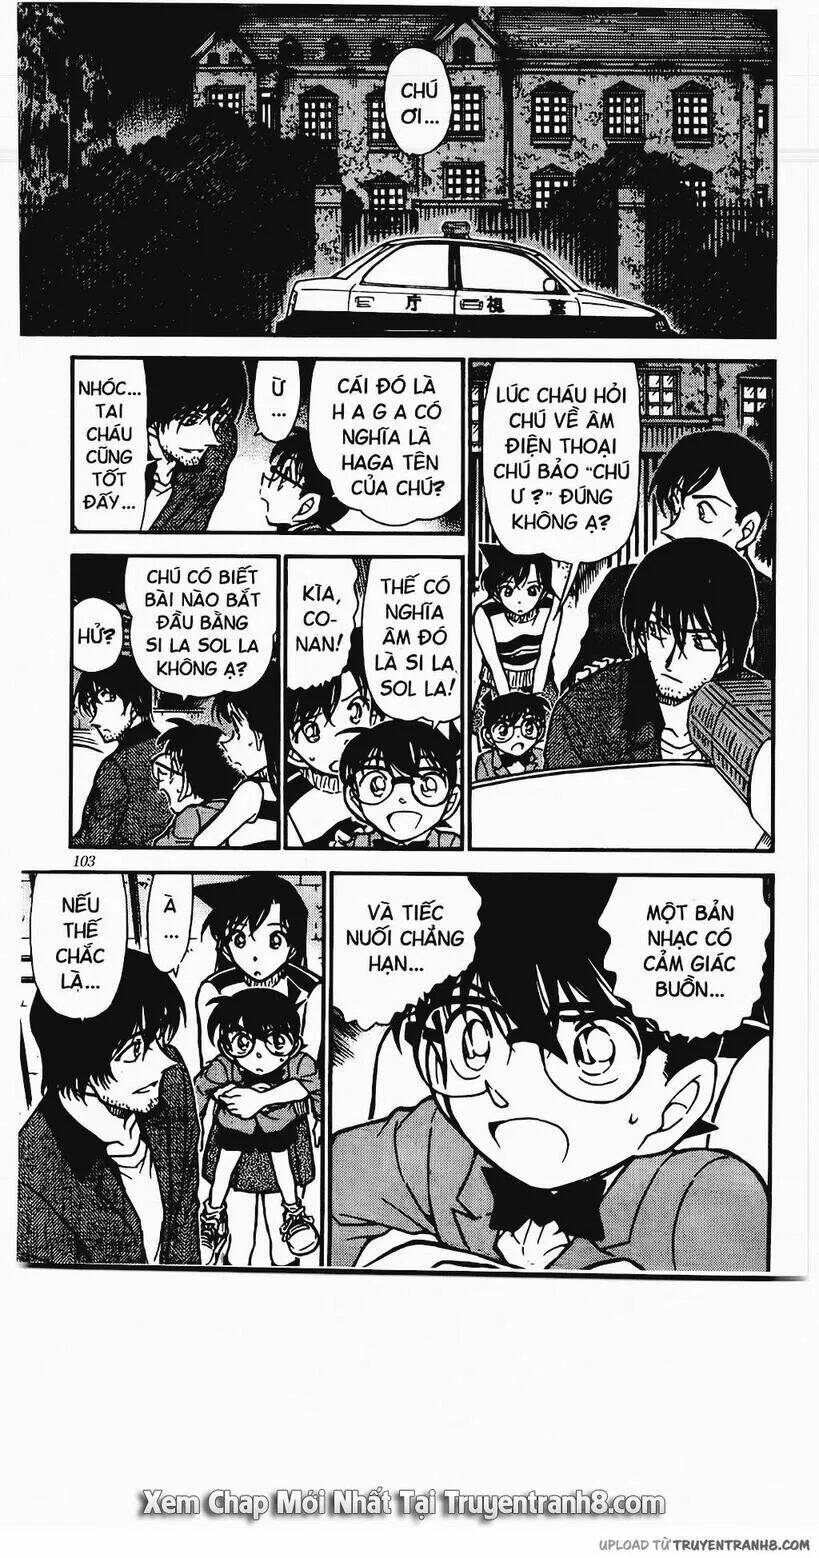 CHÚ
ƠI...
LÚC CHÁU HỎI
CHÚ VỀ ÂM
ĐIỆN THOẠI
CHÚ BẢO "CHÚ
Ư ?" ĐÚNG
KHÔNG Ạ?
CÁI ĐÓ LÀ
H A G A CÓ
NGHĨA LÀ
HAGA TÊN
CỦA CHÚ?
Ừ
...
NHÓC...
TAI
CHÁU
CŨNG
TỐT
ĐẤY...
THẾ CÓ
NGHĨA
ÂM ĐÓ
LÀ SI LA
SOL LA!
KÌA,
CO-
NAN!
CHÚ CÓ BIẾT
BÀI NÀO BẮT
ĐẦU BẰNG
SI LA SOL LA
KHÔNG Ạ?
HỬ?
103
MỘT BẢN
NHẠC CÓ
CẢM GIÁC
BUỒN...
VÀ TIẾC
NUỐI CHẲNG
HẠN...
À
...
NẾU
THẾ
CHẮC
LÀ...
庁 視 警
Xem Chap Mới Nhất Tại Truyentranh8.com
UPLOAD TỪ TRUYENTRANH8.COM